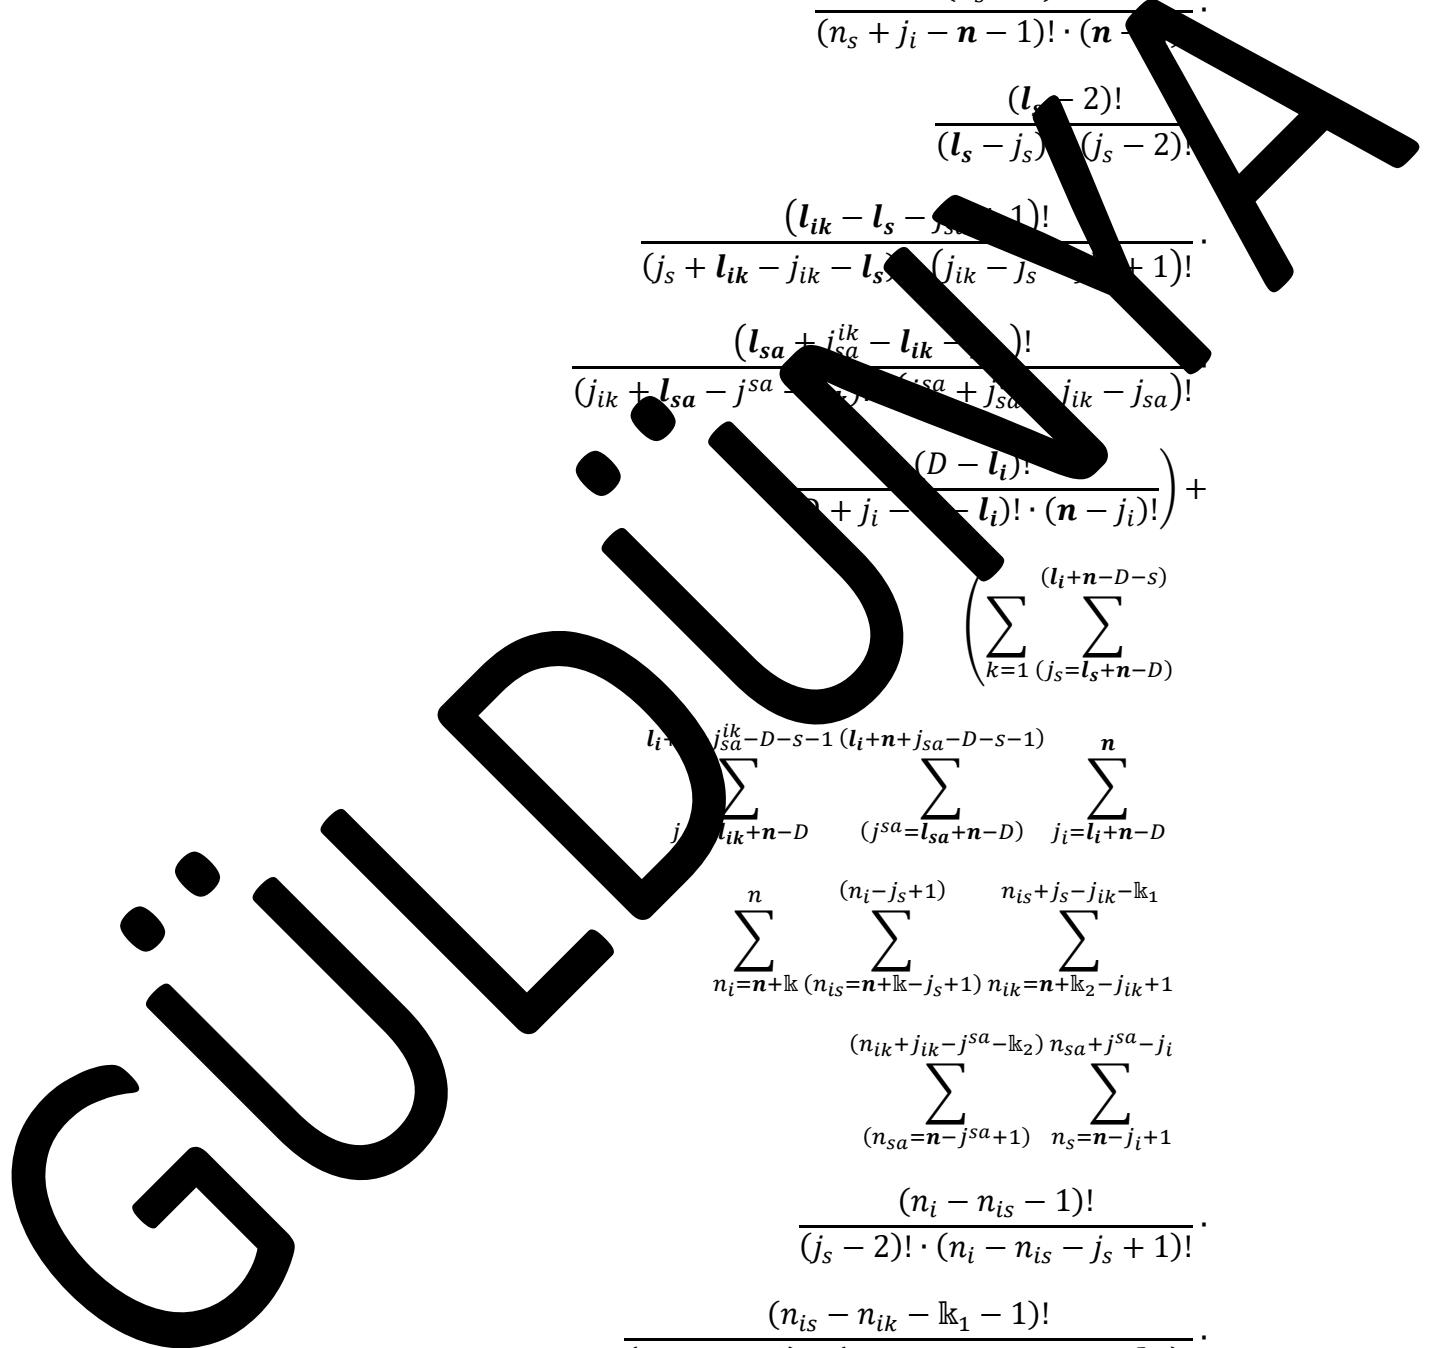 (n_s + j_i − n − 1)! · (n −
(l_s − 2)!
(l_s − j_s) (j_s − 2)!
(l_ik − l_s − 1)!
(j_s + l_ik − j_ik − l_s) (j_ik − j_s + 1)! ·
(l_sa + j_sa^ik − l_ik − )!
(j_ik + l_sa − j^sa − j^sa + j_sa j_ik − j_sa)!
(D − l_i)!
+ j_i − − l_i)! · (n − j_i)!) +
(l_i+n−D−s)
(∑ ∑
k=1 (j_s=l_s+n−D)
l_i+ j_sa^ik−D−s−1 (l_i+n+j_sa−D−s−1) n
∑ ∑ ∑
l_ik+n−D (j^sa=l_sa+n−D) j_i=l_i+n−D
n (n_i−j_s+1) n_is+j_s−j_ik−𝕜_1
∑ ∑ ∑
n_i=n+𝕜 (n_is=n+𝕜−j_s+1) n_ik=n+𝕜_2−j_ik+1
(n_ik+j_ik−j^sa−𝕜_2) n_sa+j^sa−j_i
∑ ∑
(n_sa=n−j^sa+1) n_s=n−j_i+1
(n_i − n_is − 1)!
(j_s − 2)! · (n_i − n_is − j_s + 1)! ·
(n_is − n_ik − 𝕜_1 − 1)! ·
GÜLDÜNYA